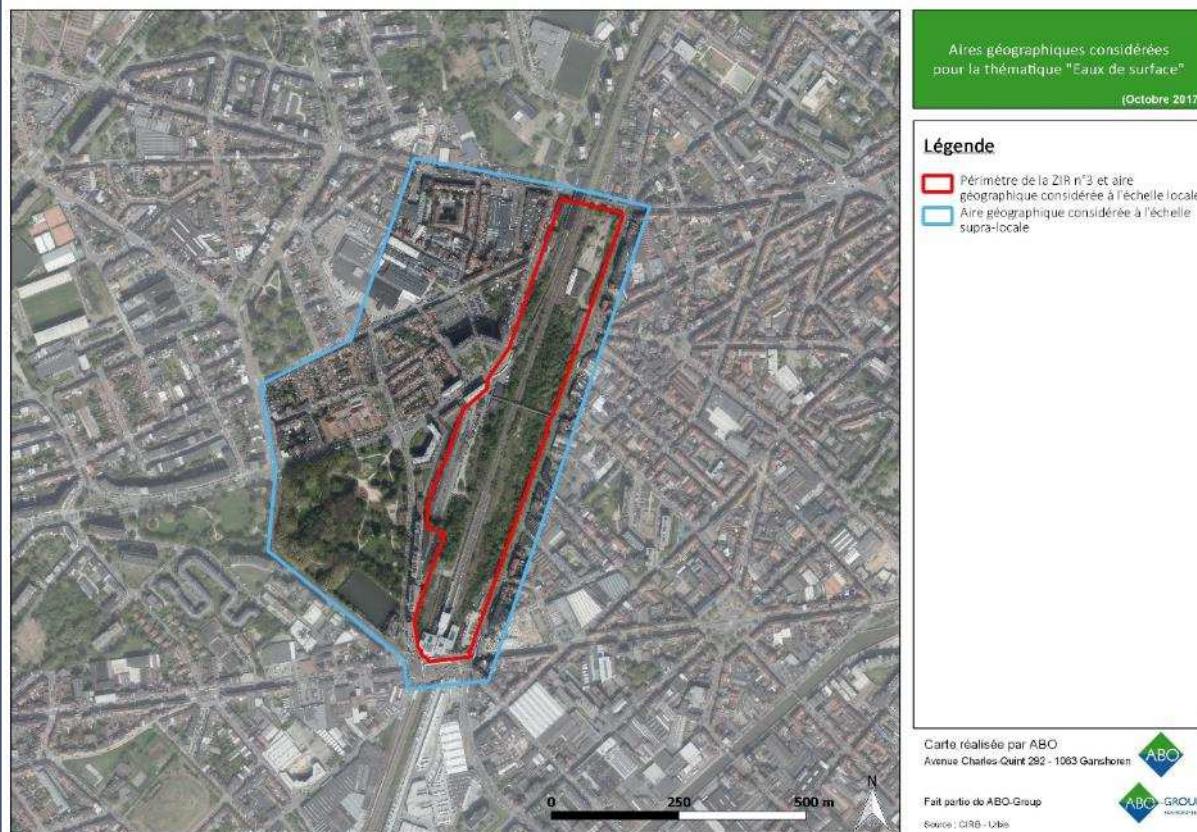 Aires géographiques considérées
pour la thématique "Eaux de surface"
(Octobre 2017
Légende
Périmètre de la ZIR n°3 et aire
géographique considérée à l'échelle locale
Aire géographique considérée à l'échelle
supra-locale
N
0 250 500 m
Carte réalisée par ABO
Avenue Charles-Quint 292 - 1083 Ganshoren
ABO
Fait partie de ABO-Group
ABO-GROUP
Source : CIRB - Urbis